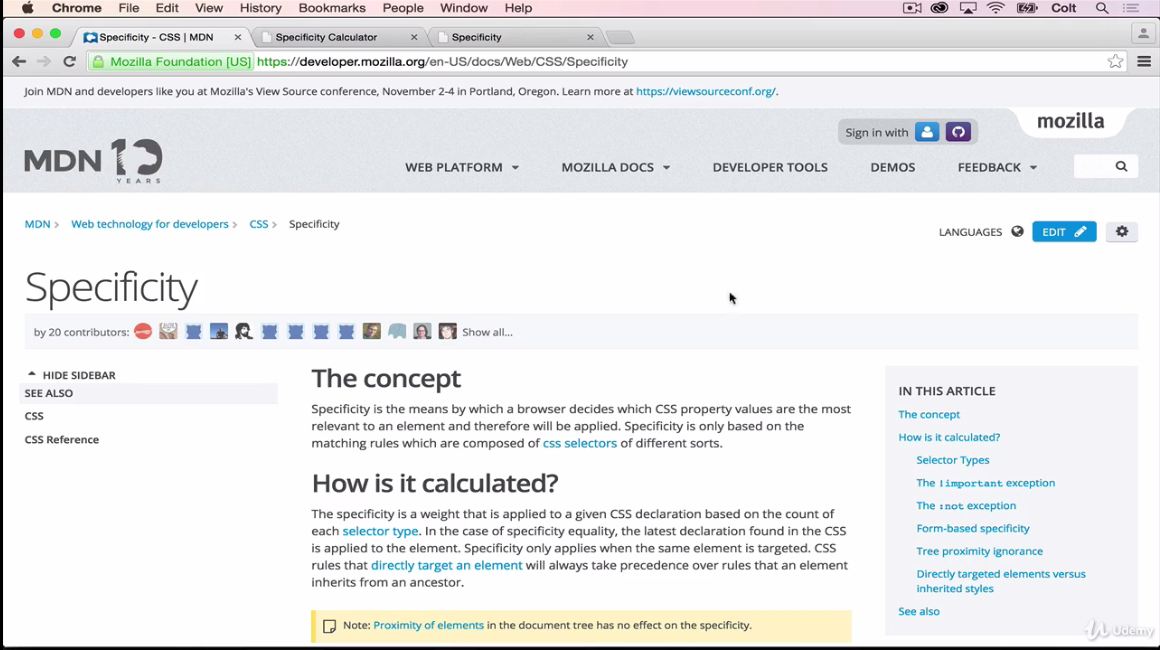 Chrome File Edit View History Bookmarks People Window Help Colt
Specificity - CSS | MDN Specificity Calculator Specificity
Mozilla Foundation [US] https://developer.mozilla.org/en-US/docs/Web/CSS/Specificity
Join MDN and developers like you at Mozilla's View Source conference, November 2-4 in Portland, Oregon. Learn more at https://viewsourceconf.org/.
mozilla
Sign in with
MDN 10 YEARS
WEB PLATFORM MOZILLA DOCS DEVELOPER TOOLS DEMOS FEEDBACK
MDN Web technology for developers CSS Specificity
LANGUAGES EDIT
Specificity
by 20 contributors: Show all...
HIDE SIDEBAR
SEE ALSO
CSS
CSS Reference
The concept
Specificity is the means by which a browser decides which CSS property values are the most
relevant to an element and therefore will be applied. Specificity is only based on the
matching rules which are composed of css selectors of different sorts.
How is it calculated?
The specificity is a weight that is applied to a given CSS declaration based on the count of
each selector type. In the case of specificity equality, the latest declaration found in the CSS
is applied to the element. Specificity only applies when the same element is targeted. CSS
rules that directly target an element will always take precedence over rules that an element
inherits from an ancestor.
Note: Proximity of elements in the document tree has no effect on the specificity.
IN THIS ARTICLE
The concept
How is it calculated?
Selector Types
The !important exception
The :not exception
Form-based specificity
Tree proximity ignorance
Directly targeted elements versus
inherited styles
See also
Udemy